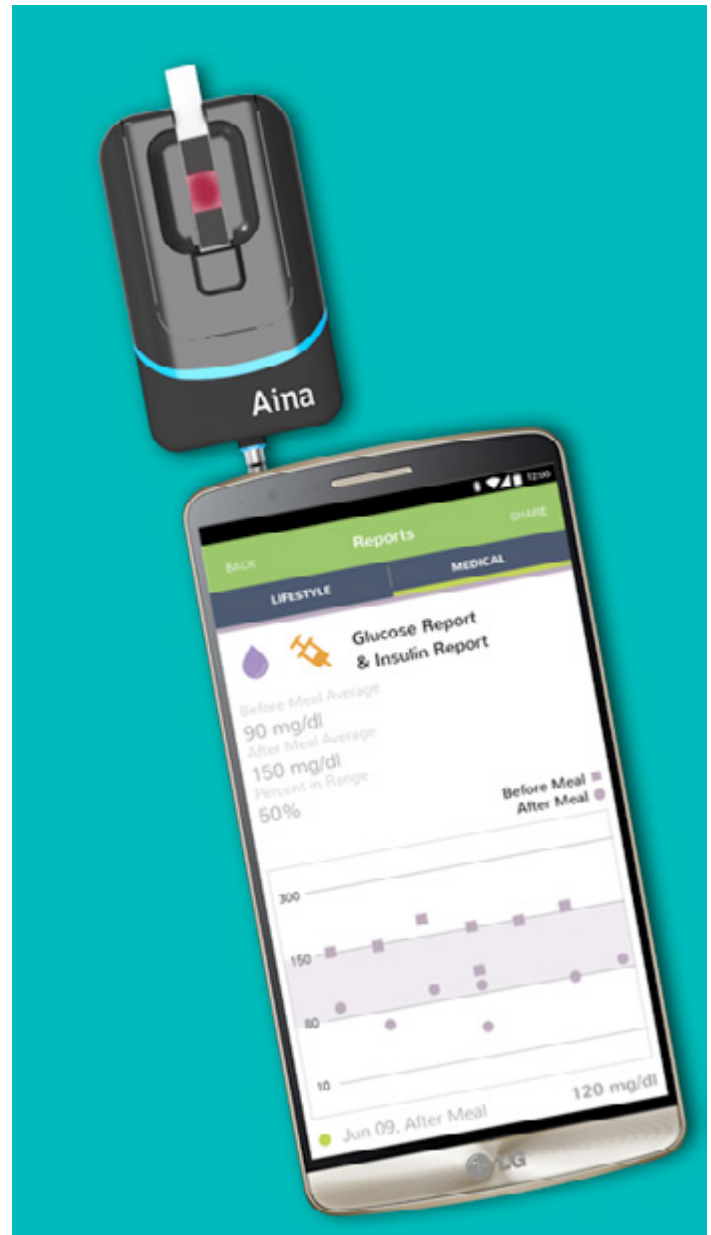 Aina
12:00
BACK
Reports
SHARE
LIFESTYLE
MEDICAL
Glucose Report
& Insulin Report
Before Meal Average
90 mg/dl
After Meal Average
150 mg/dl
Percent in Range
50%
Before Meal
After Meal
300
150
80
10
Jun 09, After Meal
120 mg/dl
LG